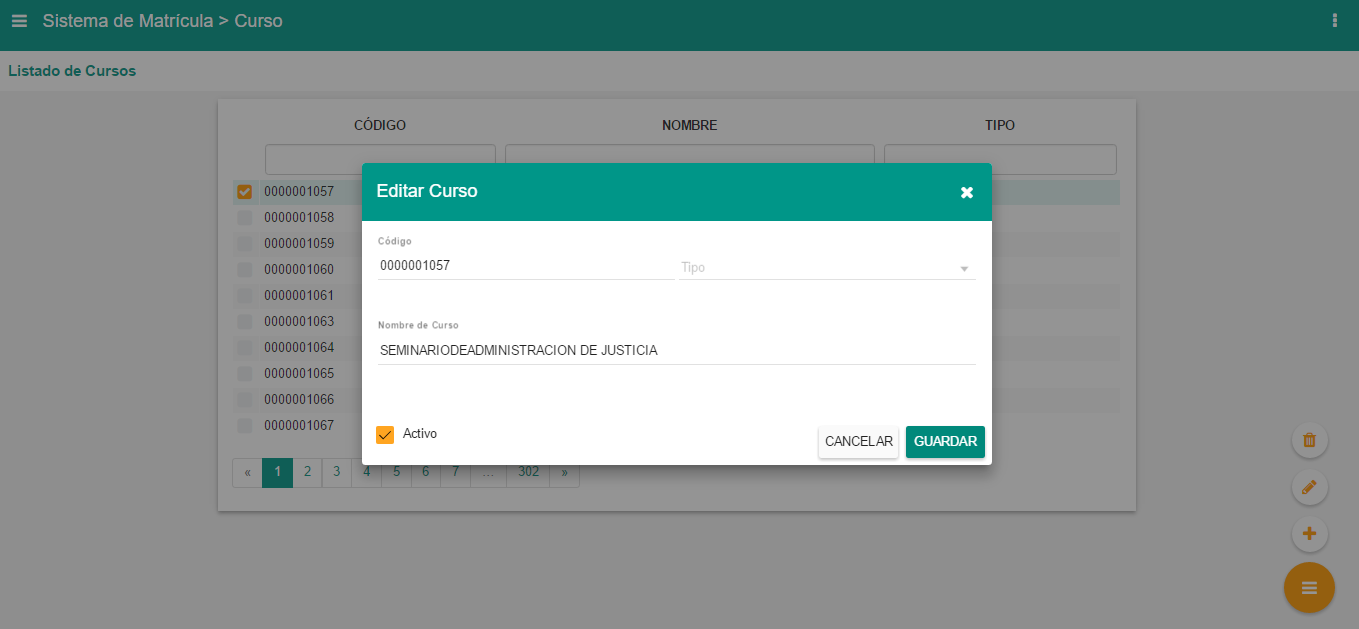 Sistema de Matrícula > Curso
Listado de Cursos
CÓDIGO NOMBRE TIPO
0000001057
0000001058
0000001059
0000001060
0000001061
0000001063
0000001064
0000001065
0000001066
0000001067
« 1 2 3 4 5 6 7 ... 302 »
Editar Curso
Código
0000001057 Tipo
Nombre de Curso
SEMINARIODEADMINISTRACION DE JUSTICIA
Activo
CANCELAR GUARDAR